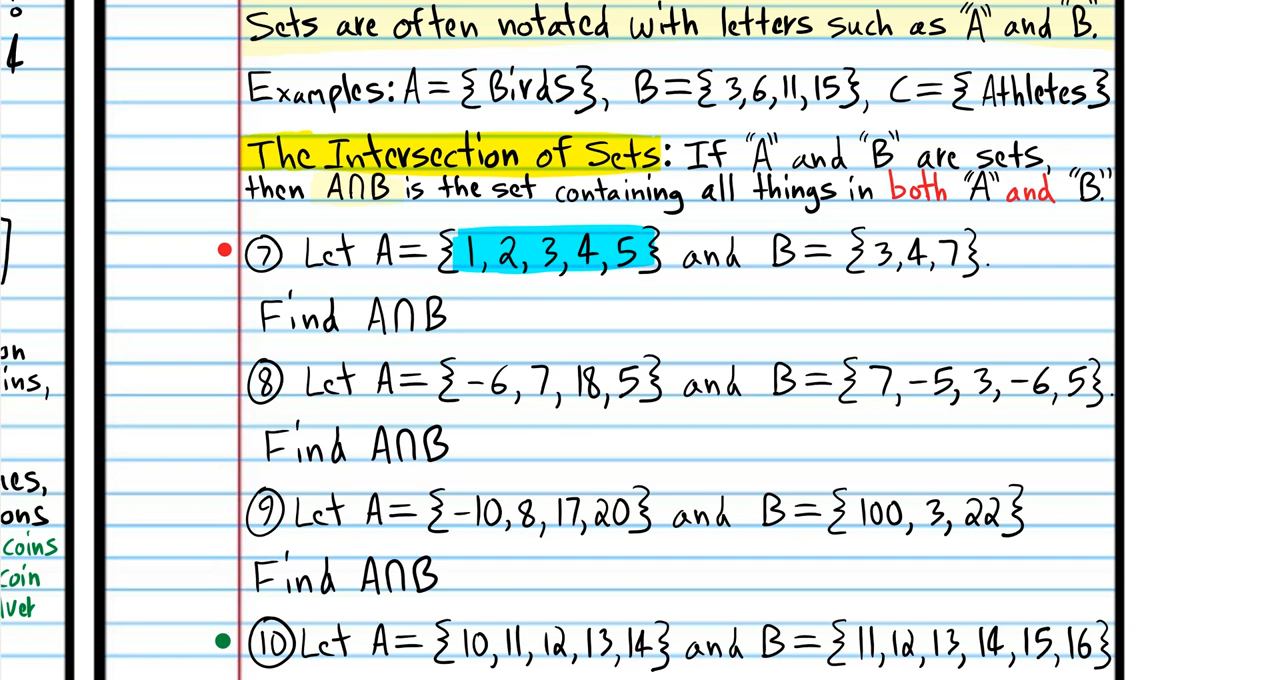 Sets are often notated with letters such as "A" and "B."
Examples: A = {Birds}, B = {3,6,11,15}, C = {Athletes}
The Intersection of Sets: If "A" and "B" are sets,
then A∩B is the set containing all things in both "A" and "B."
⑦ Let A = {1, 2, 3, 4, 5} and B = {3,4,7}.
Find A∩B
⑧ Let A = {-6, 7, 18, 5} and B = {7, -5, 3, -6, 5}.
Find A∩B
⑨ Let A = {-10, 8, 17, 20} and B = {100, 3, 22}
Find A∩B
⑩ Let A = {10, 11, 12, 13, 14} and B = {11, 12, 13, 14, 15, 16}
coins